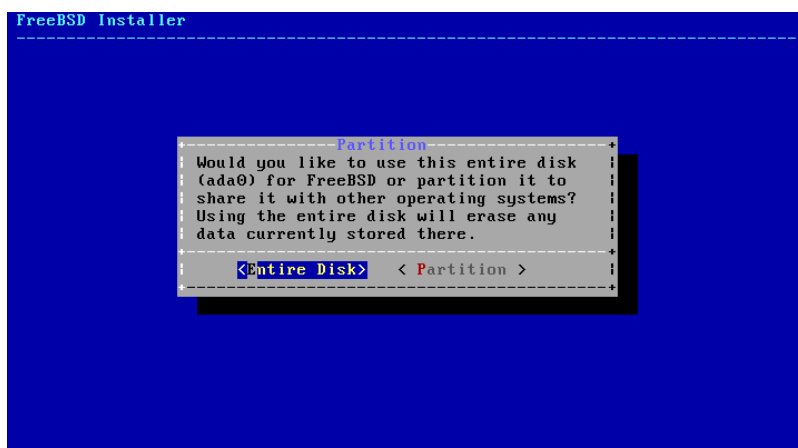 FreeBSD Installer
Partition
Would you like to use this entire disk
(ada0) for FreeBSD or partition it to
share it with other operating systems?
Using the entire disk will erase any
data currently stored there.
<Entire Disk> < Partition >